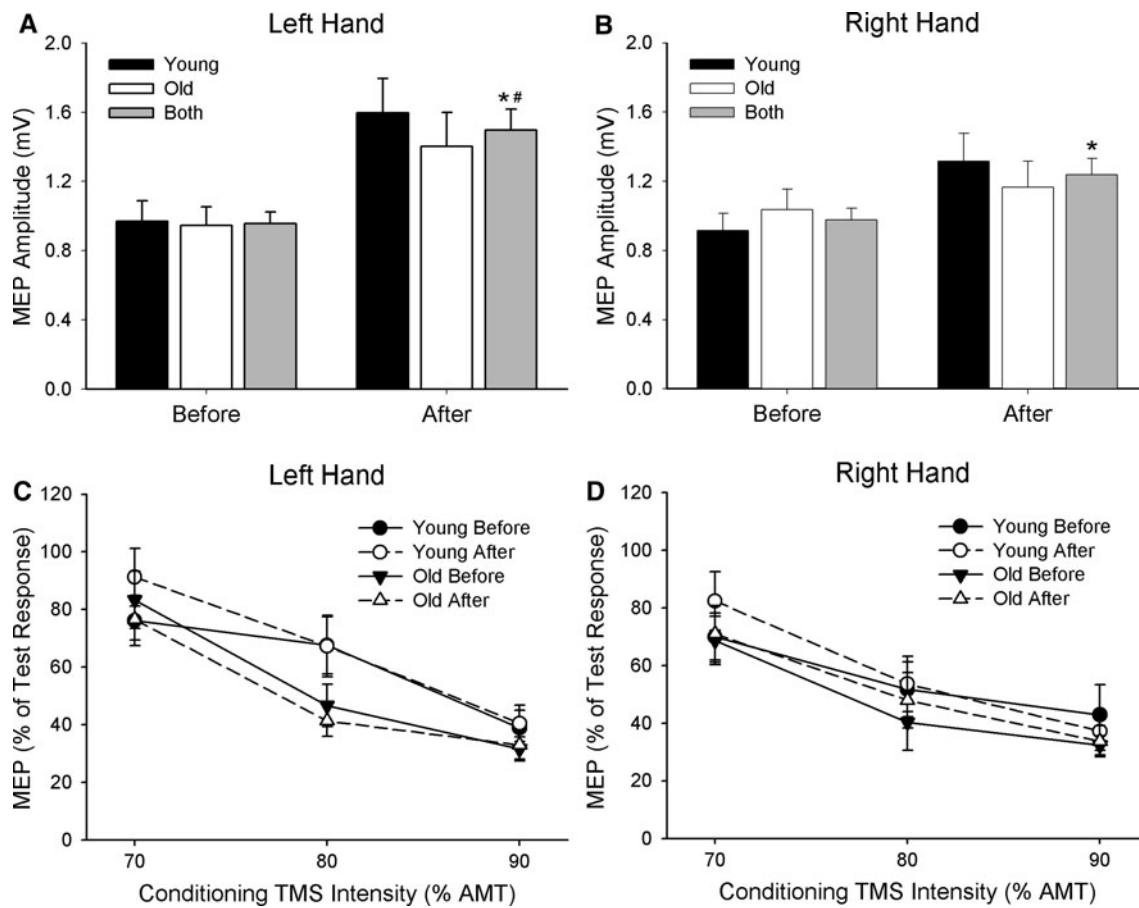 A
Left Hand
2.0
1.6
1.2
0.8
0.4
0.0
MEP Amplitude (mV)
Young
Old
Both
*#
Before
After
B
Right Hand
2.0
1.6
1.2
0.8
0.4
0.0
MEP Amplitude (mV)
Young
Old
Both
*
Before
After
C
Left Hand
120
100
80
60
40
20
0
MEP (% of Test Response)
Young Before
Young After
Old Before
Old After
70
80
90
Conditioning TMS Intensity (% AMT)
D
Right Hand
120
100
80
60
40
20
0
MEP (% of Test Response)
Young Before
Young After
Old Before
Old After
70
80
90
Conditioning TMS Intensity (% AMT)